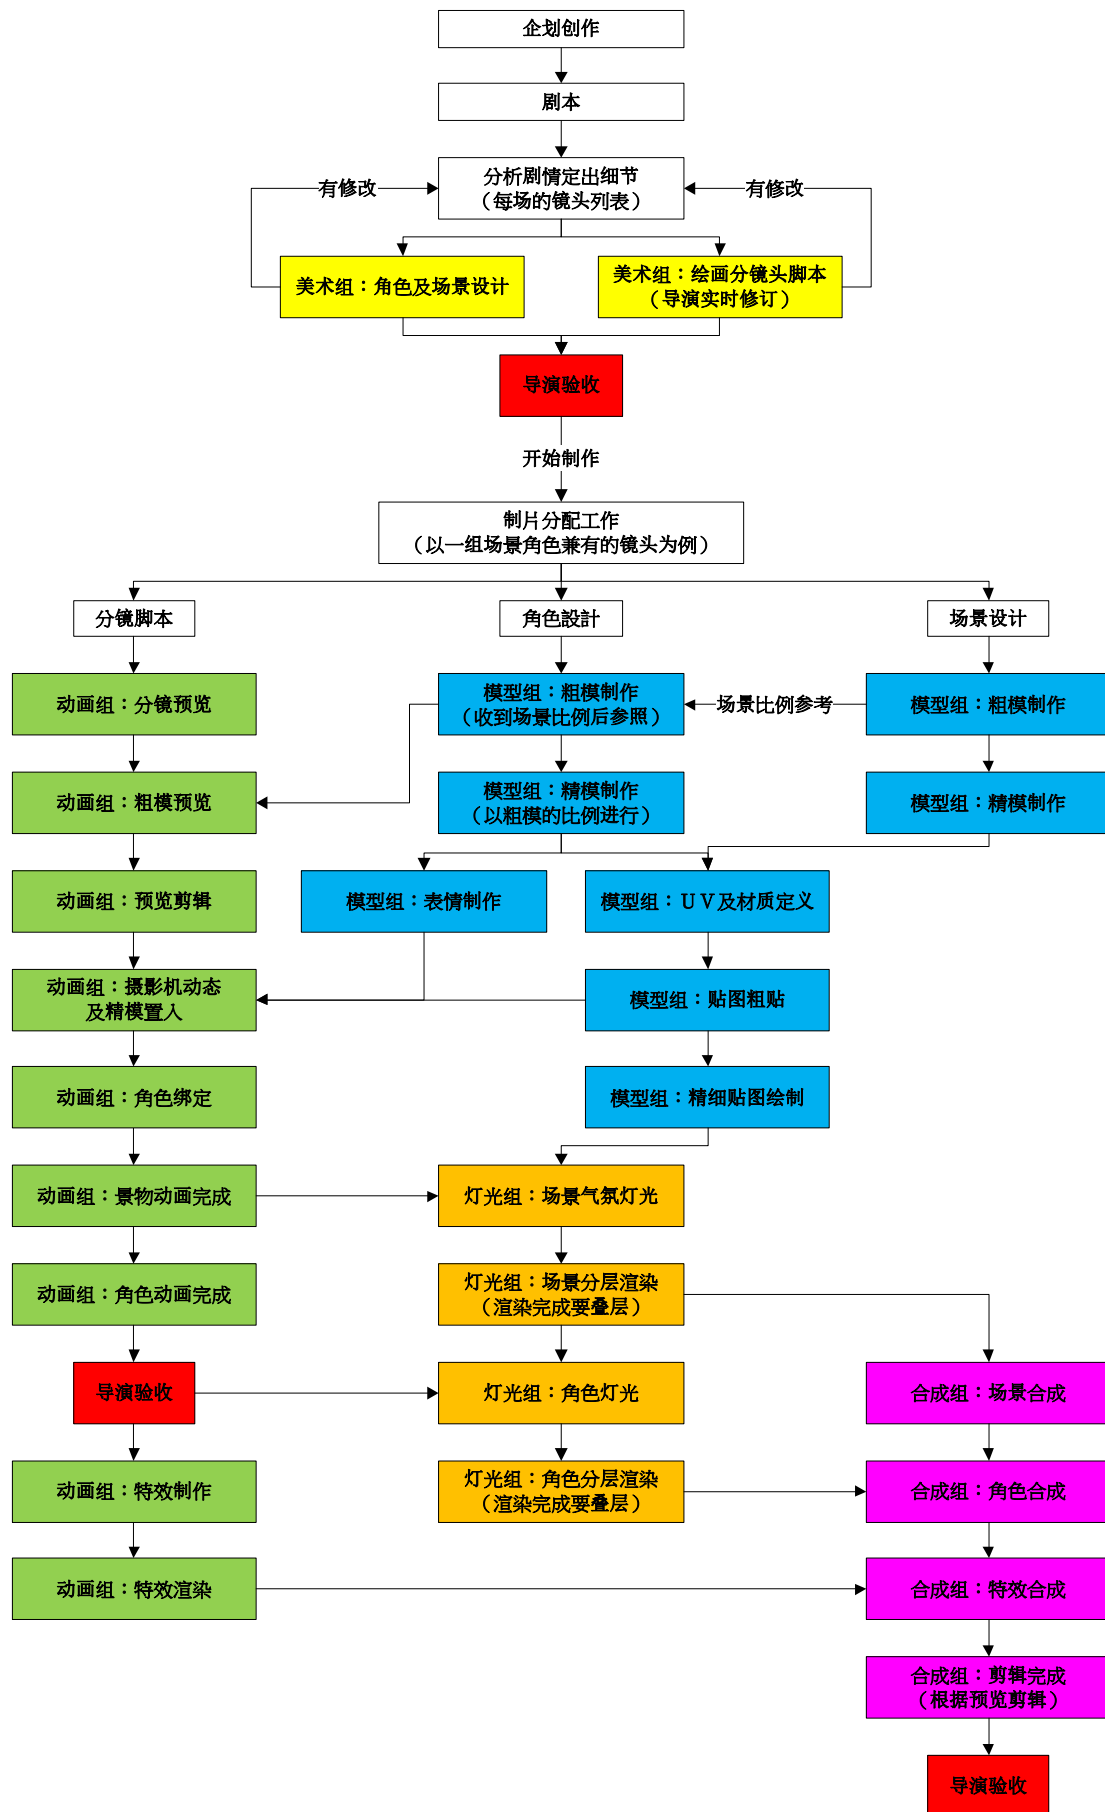 企划创作
剧本
分析剧情定出细节
（每场的镜头列表）
有修改
有修改
美术组：角色及场景设计
美术组：绘画分镜头脚本
（导演实时修订）
导演验收
开始制作
制片分配工作
（以一组场景角色兼有的镜头为例）
分镜脚本
角色設計
场景设计
动画组：分镜预览
模型组：粗模制作
（收到场景比例后参照）
场景比例参考
模型组：粗模制作
动画组：粗模预览
模型组：精模制作
（以粗模的比例进行）
模型组：精模制作
动画组：预览剪辑
模型组：表情制作
模型组：ＵＶ及材质定义
动画组：摄影机动态
及精模置入
模型组：贴图粗贴
动画组：角色绑定
模型组：精细贴图绘制
动画组：景物动画完成
灯光组：场景气氛灯光
动画组：角色动画完成
灯光组：场景分层渲染
（渲染完成要叠层）
导演验收
灯光组：角色灯光
合成组：场景合成
动画组：特效制作
灯光组：角色分层渲染
（渲染完成要叠层）
合成组：角色合成
动画组：特效渲染
合成组：特效合成
合成组：剪辑完成
（根据预览剪辑）
导演验收